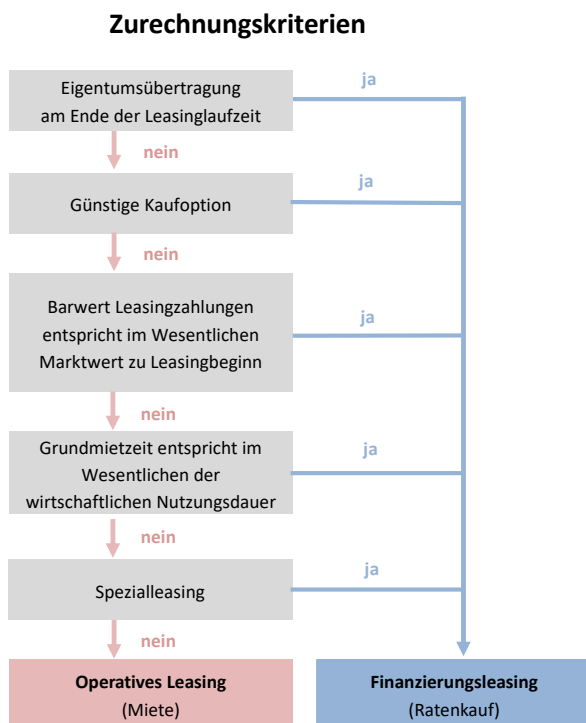 Zurechnungskriterien
Eigentumsübertragung
am Ende der Leasinglaufzeit
ja
nein
Günstige Kaufoption
ja
nein
Barwert Leasingzahlungen
entspricht im Wesentlichen
Marktwert zu Leasingbeginn
ja
nein
Grundmietzeit entspricht im
Wesentlichen der
wirtschaftlichen Nutzungsdauer
ja
nein
Spezialleasing
ja
nein
Operatives Leasing
(Miete)
Finanzierungsleasing
(Ratenkauf)